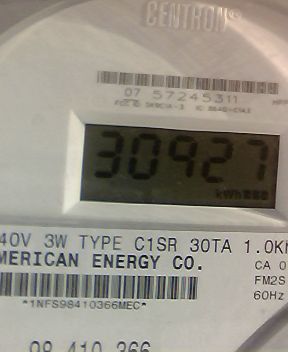 CENTRON®
07 57245311
30927
kWh
40V 3W TYPE C1SR 30TA 1.0K
MERICAN ENERGY CO.
CA 0
FM2S
60Hz
*1NFS98410366MEC*
98 410 366